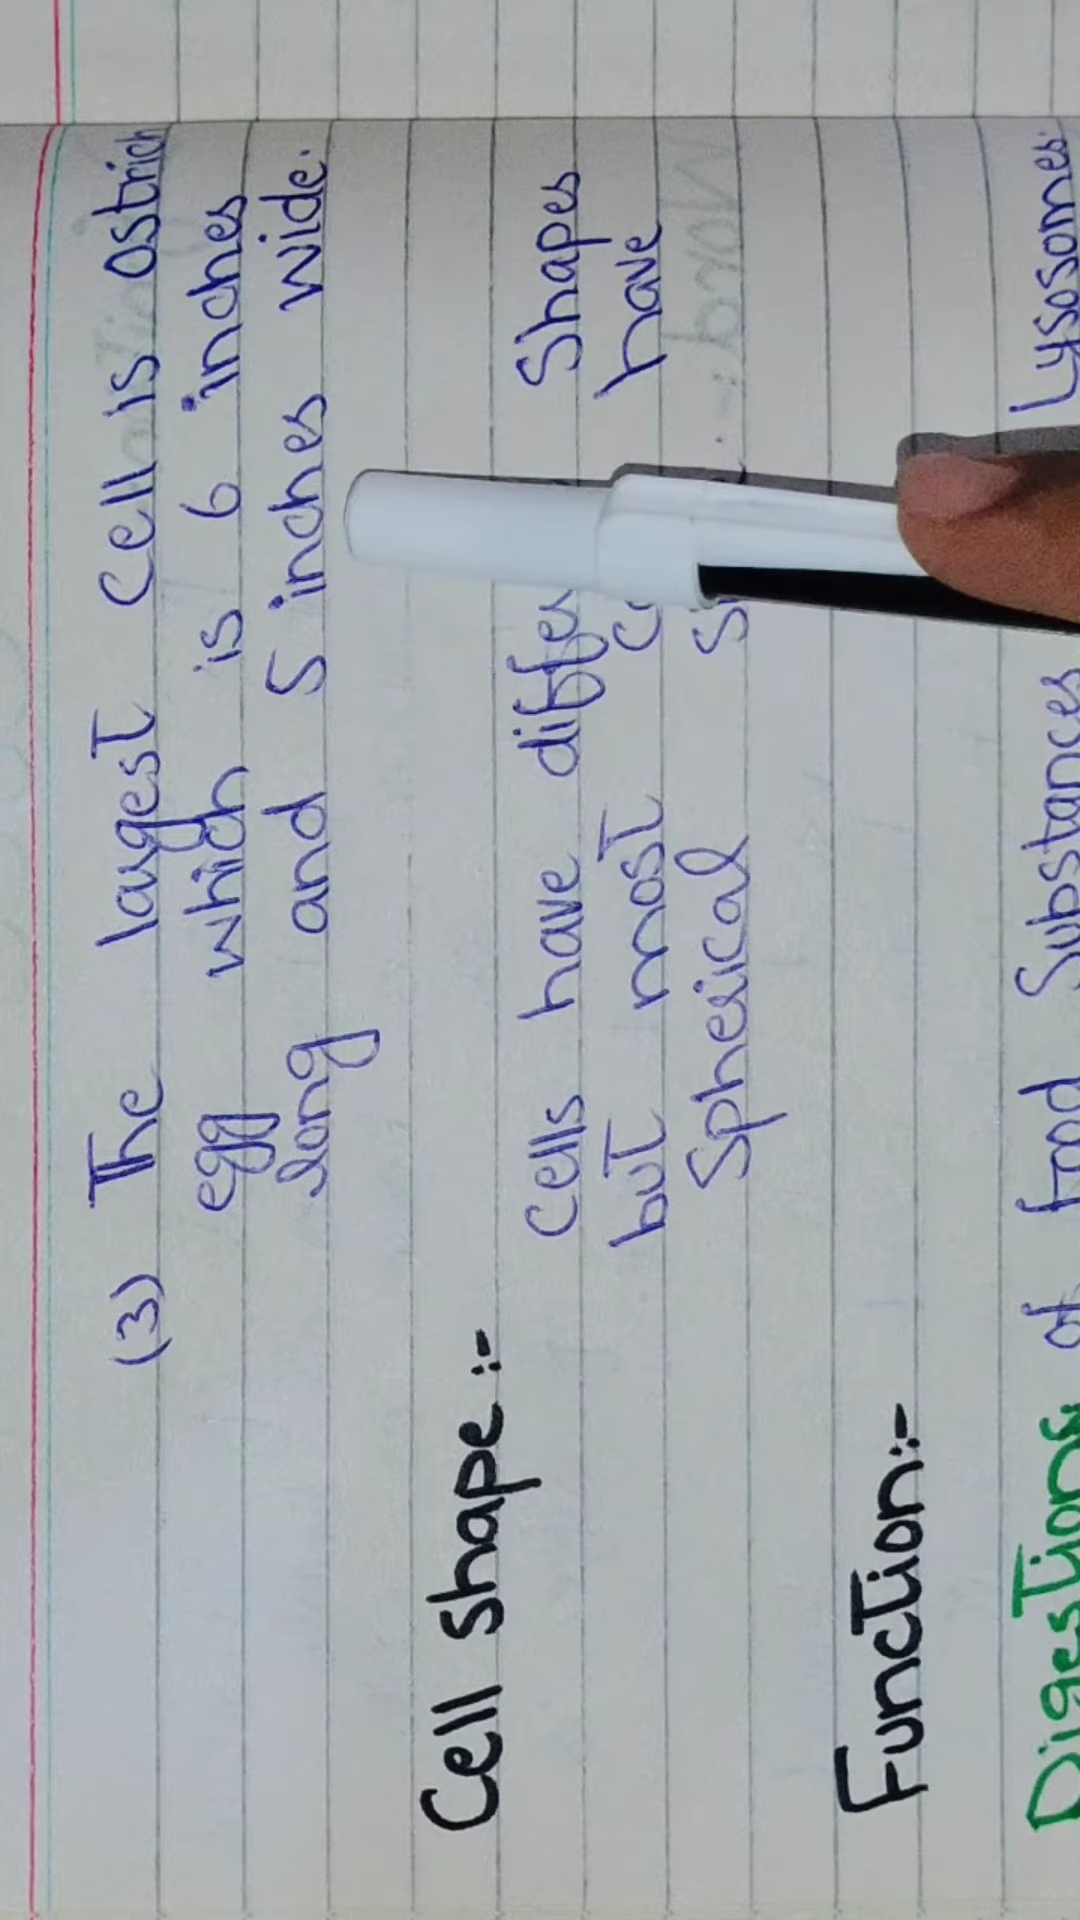 (3) The largest Cell is ostrich
egg which is 6 inches
long and 5 inches wide.
Cell shape :-
Cells have Shapes
but most have
Spherical
Function:-
Digestions of food Substances Lysosomes.